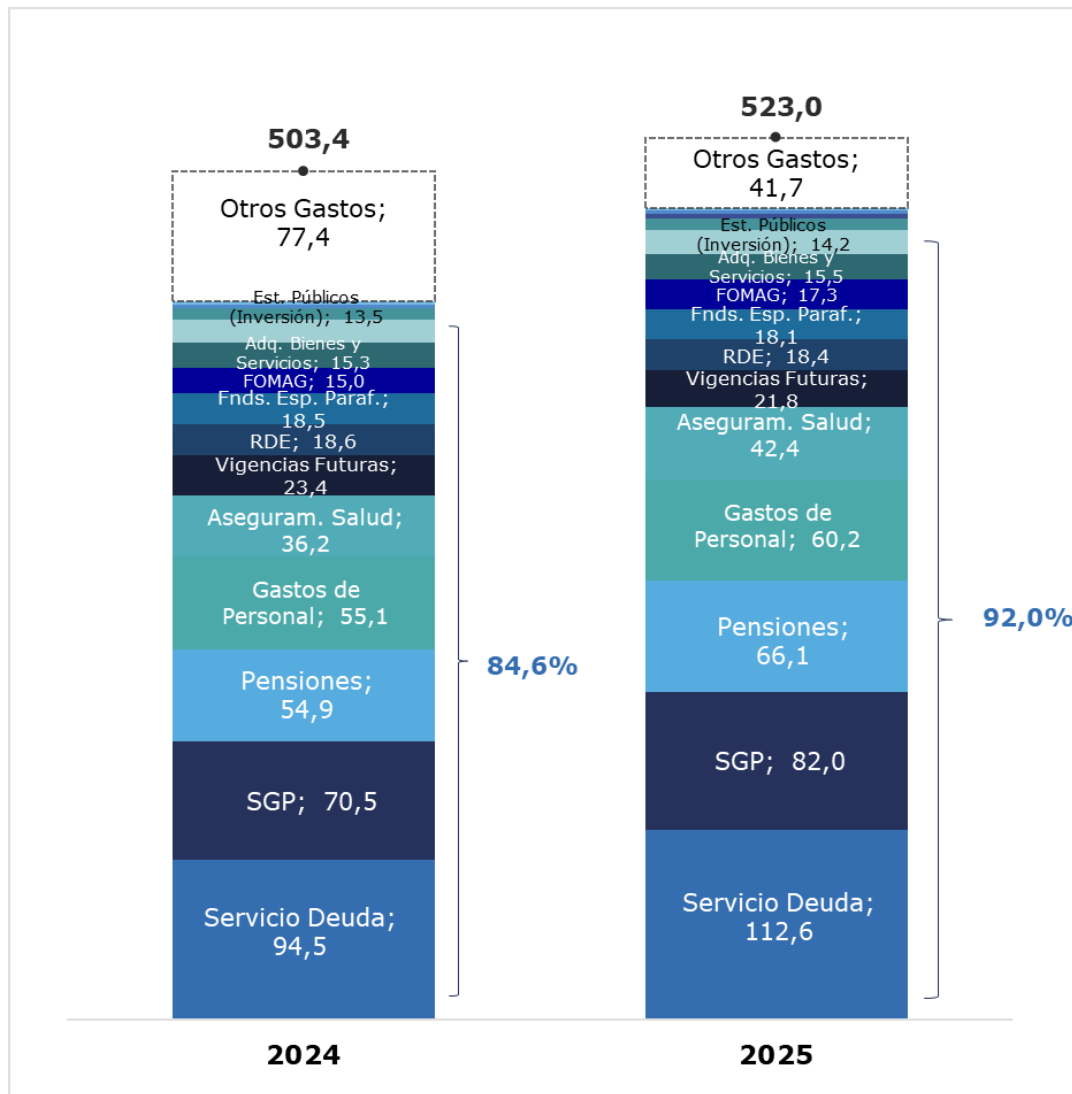 503,4
Otros Gastos;
77,4
Est. Públicos
(Inversión); 13,5
Adq. Bienes y
Servicios; 15,3
FOMAG; 15,0
Fnds. Esp. Paraf.;
18,5
RDE; 18,6
Vigencias Futuras;
23,4
Aseguram. Salud;
36,2
Gastos de
Personal; 55,1
Pensiones;
54,9
SGP; 70,5
Servicio Deuda;
94,5
84,6%
2024
523,0
Otros Gastos;
41,7
Est. Públicos
(Inversión); 14,2
Adq. Bienes y
Servicios; 15,5
FOMAG; 17,3
Fnds. Esp. Paraf.;
18,1
RDE; 18,4
Vigencias Futuras;
21,8
Aseguram. Salud;
42,4
Gastos de
Personal; 60,2
Pensiones;
66,1
SGP; 82,0
Servicio Deuda;
112,6
92,0%
2025